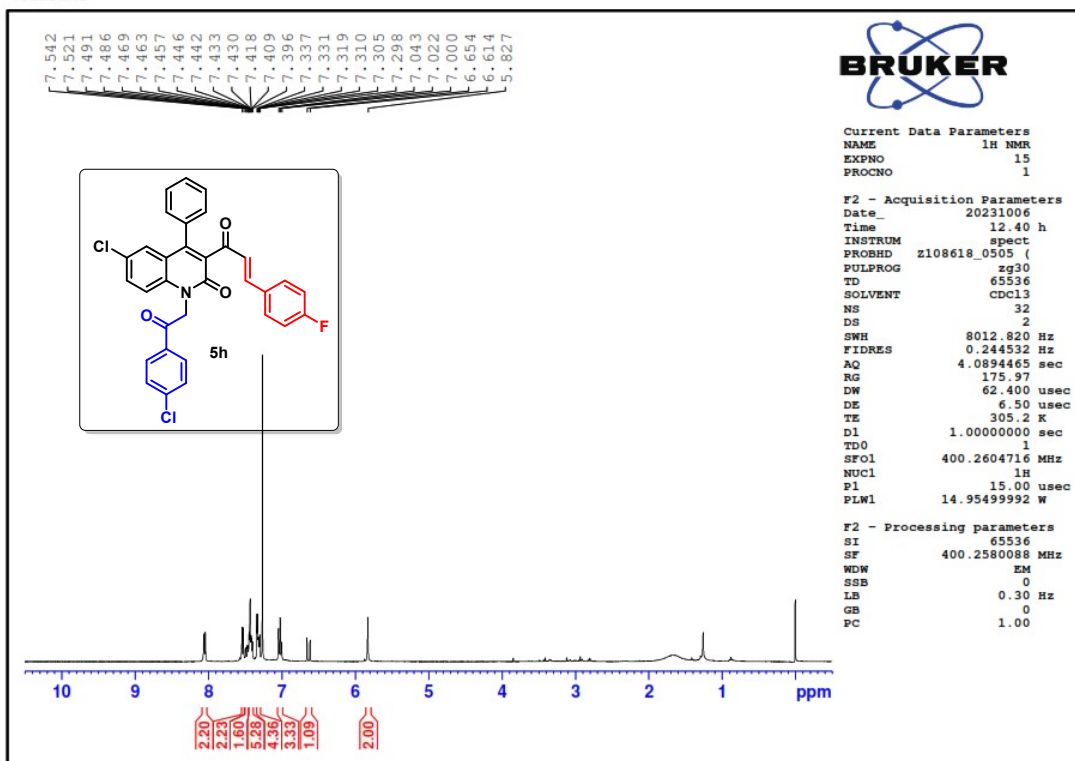 7.542
7.521
7.491
7.486
7.469
7.463
7.457
7.446
7.442
7.433
7.430
7.418
7.409
7.396
7.337
7.331
7.319
7.310
7.305
7.298
7.043
7.022
7.000
6.654
6.614
5.827
BRUKER
Current Data Parameters
NAME 1H NMR
EXPNO 15
PROCNO 1
F2 - Acquisition Parameters
Date_ 20231006
Time 12.40 h
INSTRUM spect
PROBHD z108618_0505 (
PULPROG zg30
TD 65536
SOLVENT CDCl3
NS 32
DS 2
SWH 8012.820 Hz
FIDRES 0.244532 Hz
AQ 4.0894465 sec
RG 175.97
DW 62.400 usec
DE 6.50 usec
TE 305.2 K
D1 1.00000000 sec
TD0 1
SFO1 400.2604716 MHz
NUC1 1H
P1 15.00 usec
PLW1 14.95499992 W
F2 - Processing parameters
SI 65536
SF 400.2580088 MHz
WDW EM
SSB 0
LB 0.30 Hz
GB 0
PC 1.00
O
Cl
N
O
O
F
5h
Cl
10 9 8 7 6 5 4 3 2 1 ppm
2.20
2.23
1.60
5.28
4.36
3.33
1.09
2.00